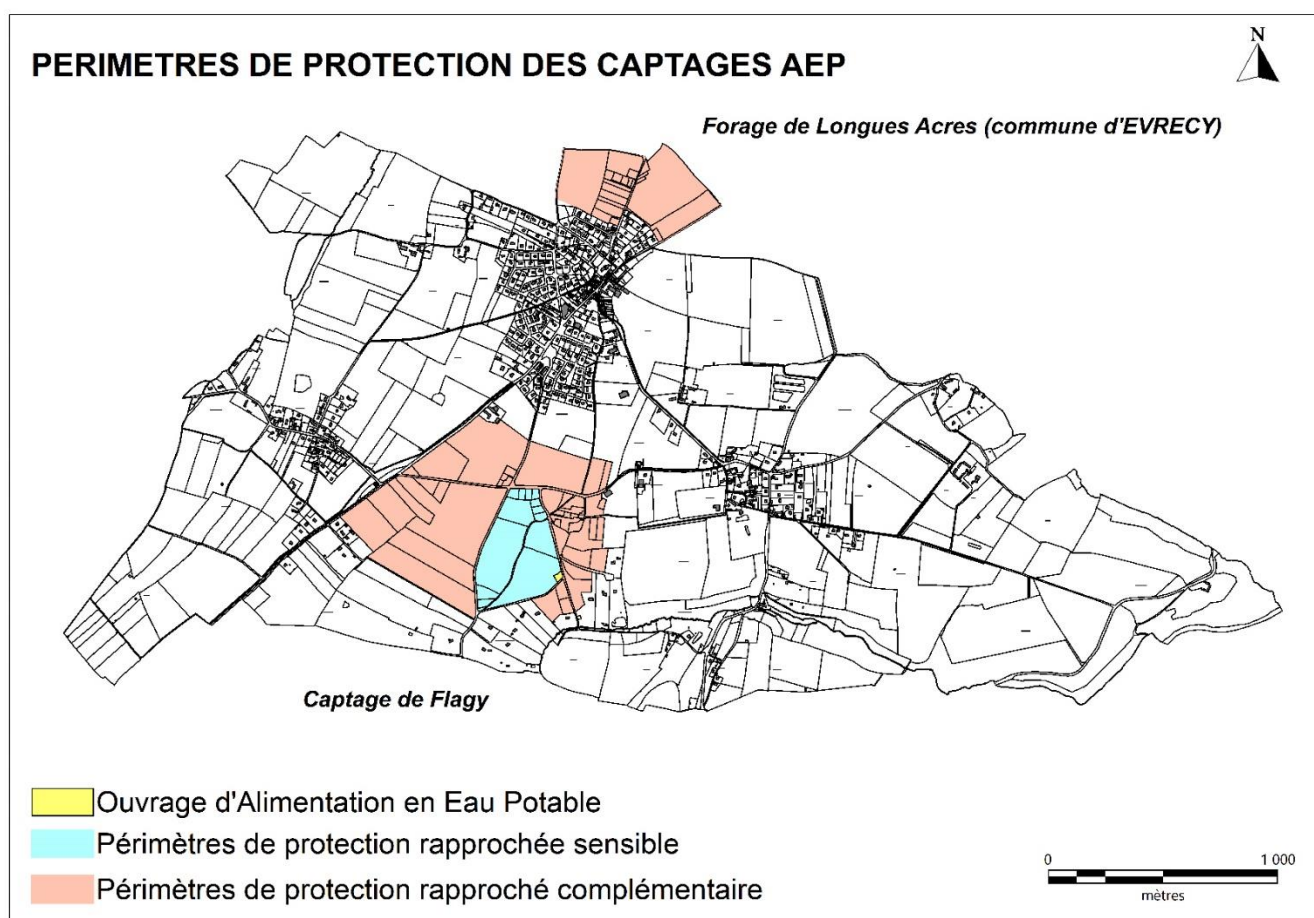 PERIMETRES DE PROTECTION DES CAPTAGES AEP
N
Forage de Longues Acres (commune d'EVRECY)
Captage de Flagy
Ouvrage d'Alimentation en Eau Potable
Périmètres de protection rapprochée sensible
Périmètres de protection rapproché complémentaire
0 1 000
mètres